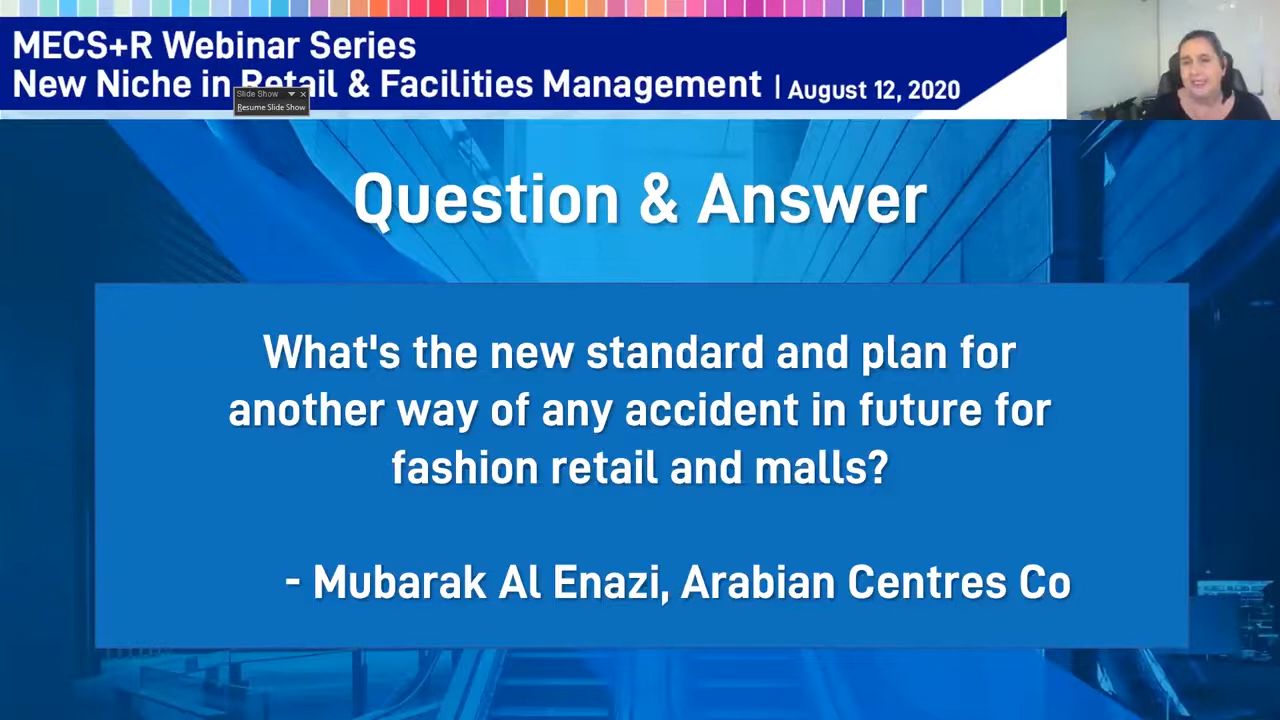 MECS+R Webinar Series
New Niche in Retail & Facilities Management | August 12, 2020
Slide Show
Resume Slide Show
Question & Answer
What's the new standard and plan for
another way of any accident in future for
fashion retail and malls?
- Mubarak Al Enazi, Arabian Centres Co